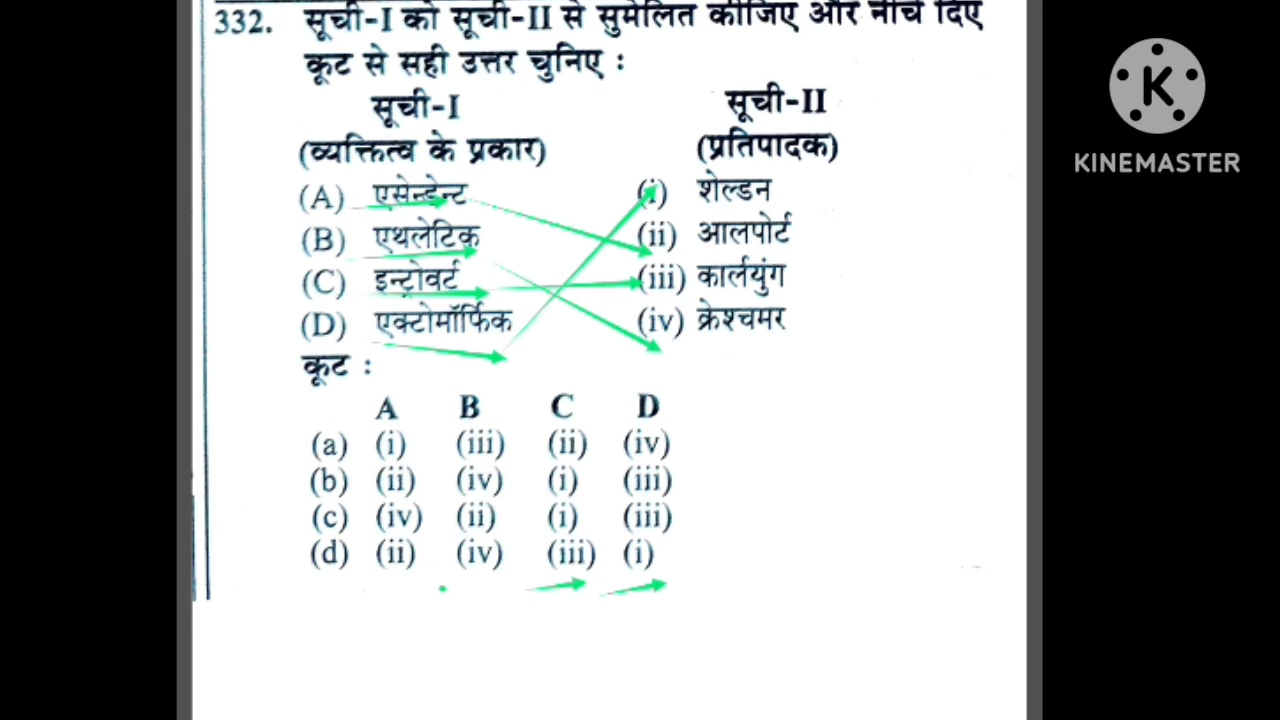 332. सूची-I को सूची-II से सुमेलित कीजिए और नीचे दिए
कूट से सही उत्तर चुनिए :
सूची-I सूची-II
(व्यक्तित्व के प्रकार) (प्रतिपादक)
(A) एसेन्डेन्ट (i) शेल्डन
(B) एथलेटिक (ii) आलपोर्ट
(C) इन्ट्रोवर्ट (iii) कार्लयुंग
(D) एक्टोमॉर्फिक (iv) क्रेश्चमर
कूट :
A B C D
(a) (i) (iii) (ii) (iv)
(b) (ii) (iv) (i) (iii)
(c) (iv) (ii) (i) (iii)
(d) (ii) (iv) (iii) (i)
K
KINEMASTER